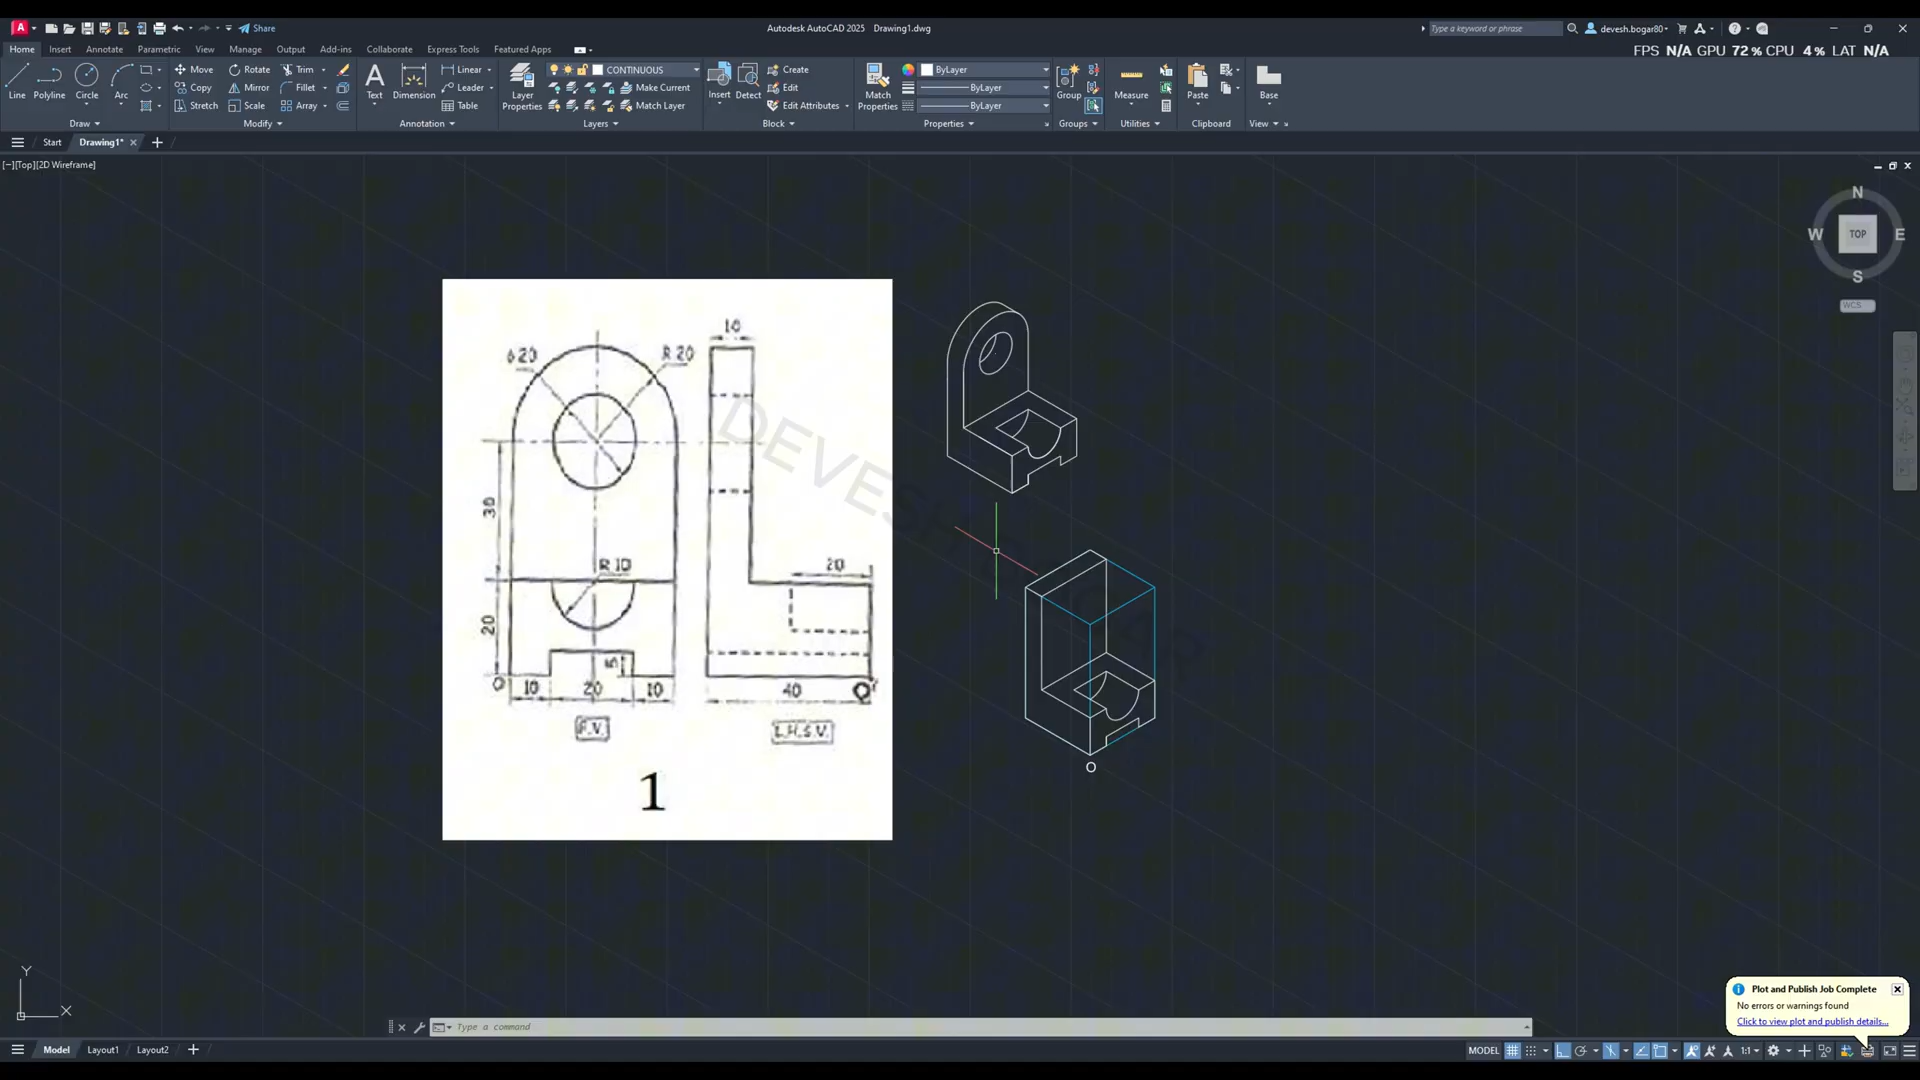 Share
Autodesk AutoCAD 2025 Drawing1.dwg
Type a keyword or phrase
devesh.bogar80
Home Insert Annotate Parametric View Manage Output Add-ins Collaborate Express Tools Featured Apps
FPS N/A GPU 72 % CPU 4 % LAT N/A
Line Polyline Circle Arc
Move Rotate Trim
Copy Mirror Fillet
Stretch Scale Array
Text Dimension
Linear
Leader
Table
Layer Properties
CONTINUOUS
Make Current
Match Layer
Insert Detect
Create
Edit
Edit Attributes
Match Properties
ByLayer
ByLayer
ByLayer
Group
Measure
Paste
Base
Draw Modify Annotation Layers Block Properties Groups Utilities Clipboard View
Start Drawing1*
[−][Top][2D Wireframe]
N
W TOP E
S
WCS
10
ϕ20 R 20
30
R 10 20
20
5
O 10 20 10 40 O'
F.V. L.H.S.V.
1
O
Y
X
Type a command
Plot and Publish Job Complete
No errors or warnings found
Click to view plot and publish details...
Model Layout1 Layout2
MODEL 1:1